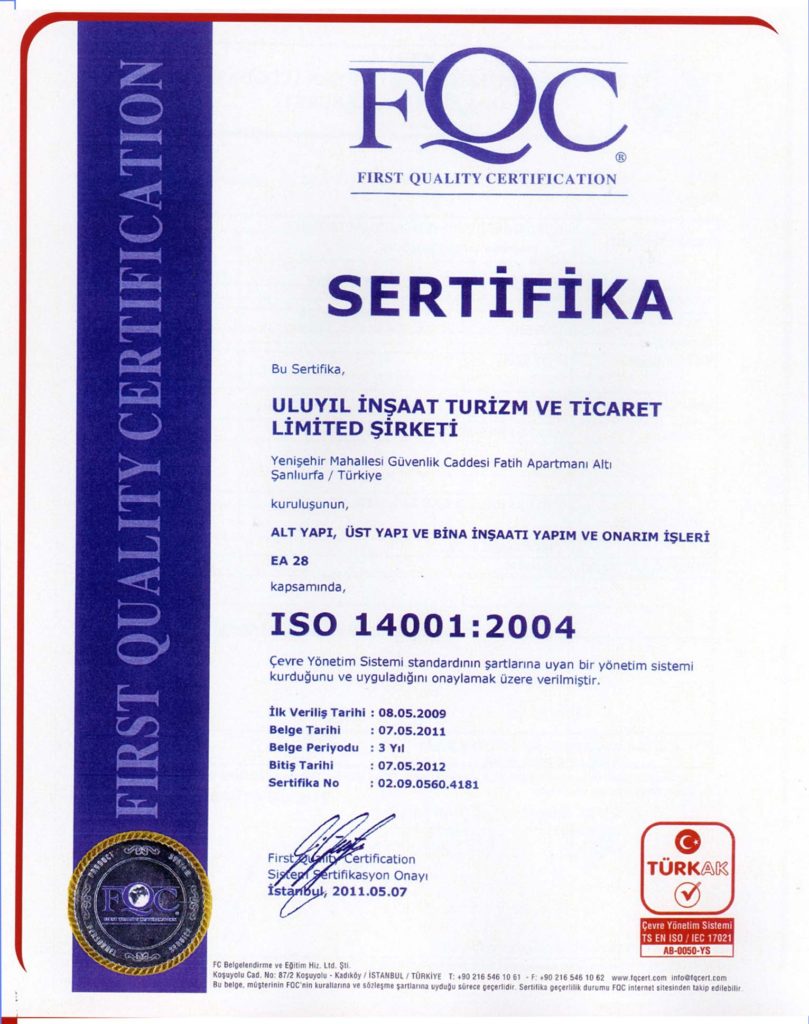 FIRST QUALITY CERTIFICATION
FQC®
FIRST QUALITY CERTIFICATION
SERTİFİKA
Bu Sertifika,
ULUYIL İNŞAAT TURİZM VE TİCARET
LİMİTED ŞİRKETİ
Yenişehir Mahallesi Güvenlik Caddesi Fatih Apartmanı Altı
Şanlıurfa / Türkiye
kuruluşunun,
ALT YAPI, ÜST YAPI VE BİNA İNŞAATI YAPIM VE ONARIM İŞLERİ
EA 28
kapsamında,
ISO 14001:2004
Çevre Yönetim Sistemi standardının şartlarına uyan bir yönetim sistemi
kurduğunu ve uyguladığını onaylamak üzere verilmiştir.
İlk Veriliş Tarihi : 08.05.2009
Belge Tarihi : 07.05.2011
Belge Periyodu : 3 Yıl
Bitiş Tarihi : 07.05.2012
Sertifika No : 02.09.0560.4181
First Quality Certification
Sistem Sertifikasyon Onayı
İstanbul, 2011.05.07
TÜRKAK
Çevre Yönetim Sistemi
TS EN ISO / IEC 17021
AB-0050-YS
PRODUCT SYSTEM
FQC
FIRST QUALITY CERTIFICATION
FC Belgelendirme ve Eğitim Hiz. Ltd. Şti.
Koşuyolu Cad. No: 87/2 Koşuyolu - Kadıköy / İSTANBUL / TÜRKİYE T: +90 216 546 10 61 - F: +90 216 546 10 62 www.fqcert.com info@fqcert.com
Bu belge, müşterinin FQC'nin kurallarına ve sözleşme şartlarına uyduğu sürece geçerlidir. Sertifika geçerlilik durumu FQC internet sitesinden takip edilebilir.